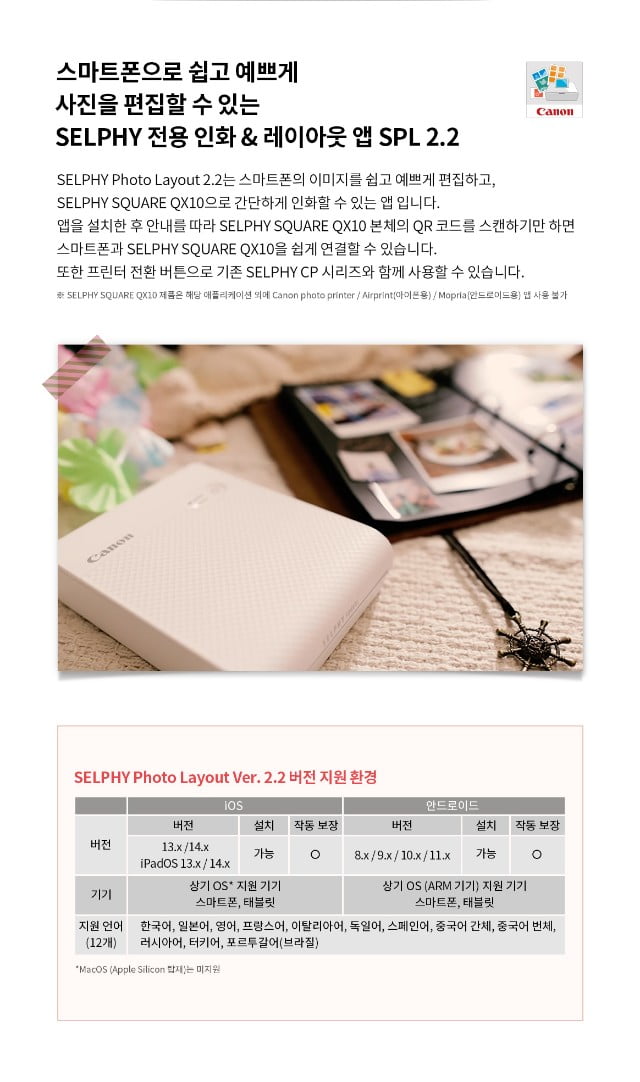 스마트폰으로 쉽고 예쁘게
사진을 편집할 수 있는
SELPHY 전용 인화 & 레이아웃 앱 SPL 2.2
Canon
SELPHY Photo Layout 2.2는 스마트폰의 이미지를 쉽고 예쁘게 편집하고,
SELPHY SQUARE QX10으로 간단하게 인화할 수 있는 앱 입니다.
앱을 설치한 후 안내를 따라 SELPHY SQUARE QX10 본체의 QR 코드를 스캔하기만 하면
스마트폰과 SELPHY SQUARE QX10을 쉽게 연결할 수 있습니다.
또한 프린터 전환 버튼으로 기존 SELPHY CP 시리즈와 함께 사용할 수 있습니다.
※ SELPHY SQUARE QX10 제품은 해당 애플리케이션 외에 Canon photo printer / Airprint(아이폰용) / Mopria(안드로이드용) 앱 사용 불가
Canon
SELPHY Photo Layout Ver. 2.2 버전 지원 환경
iOS 안드로이드
버전 버전 설치 작동 보장 버전 설치 작동 보장
13.x /14.x
iPadOS 13.x / 14.x 가능 O 8.x / 9.x / 10.x / 11.x 가능 O
기기 상기 OS* 지원 기기 상기 OS (ARM 기기) 지원 기기
스마트폰, 태블릿 스마트폰, 태블릿
지원 언어 한국어, 일본어, 영어, 프랑스어, 이탈리아어, 독일어, 스페인어, 중국어 간체, 중국어 번체,
(12개) 러시아어, 터키어, 포르투갈어(브라질)
*MacOS (Apple Silicon 탑재)는 미지원